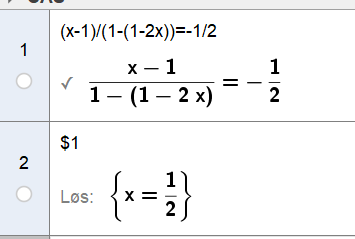 1
(x-1)/(1-(1-2x))=-1/2
✓ (x − 1)/(1 − (1 − 2 x)) = − 1/2
2
$1
Løs: {x = 1/2}